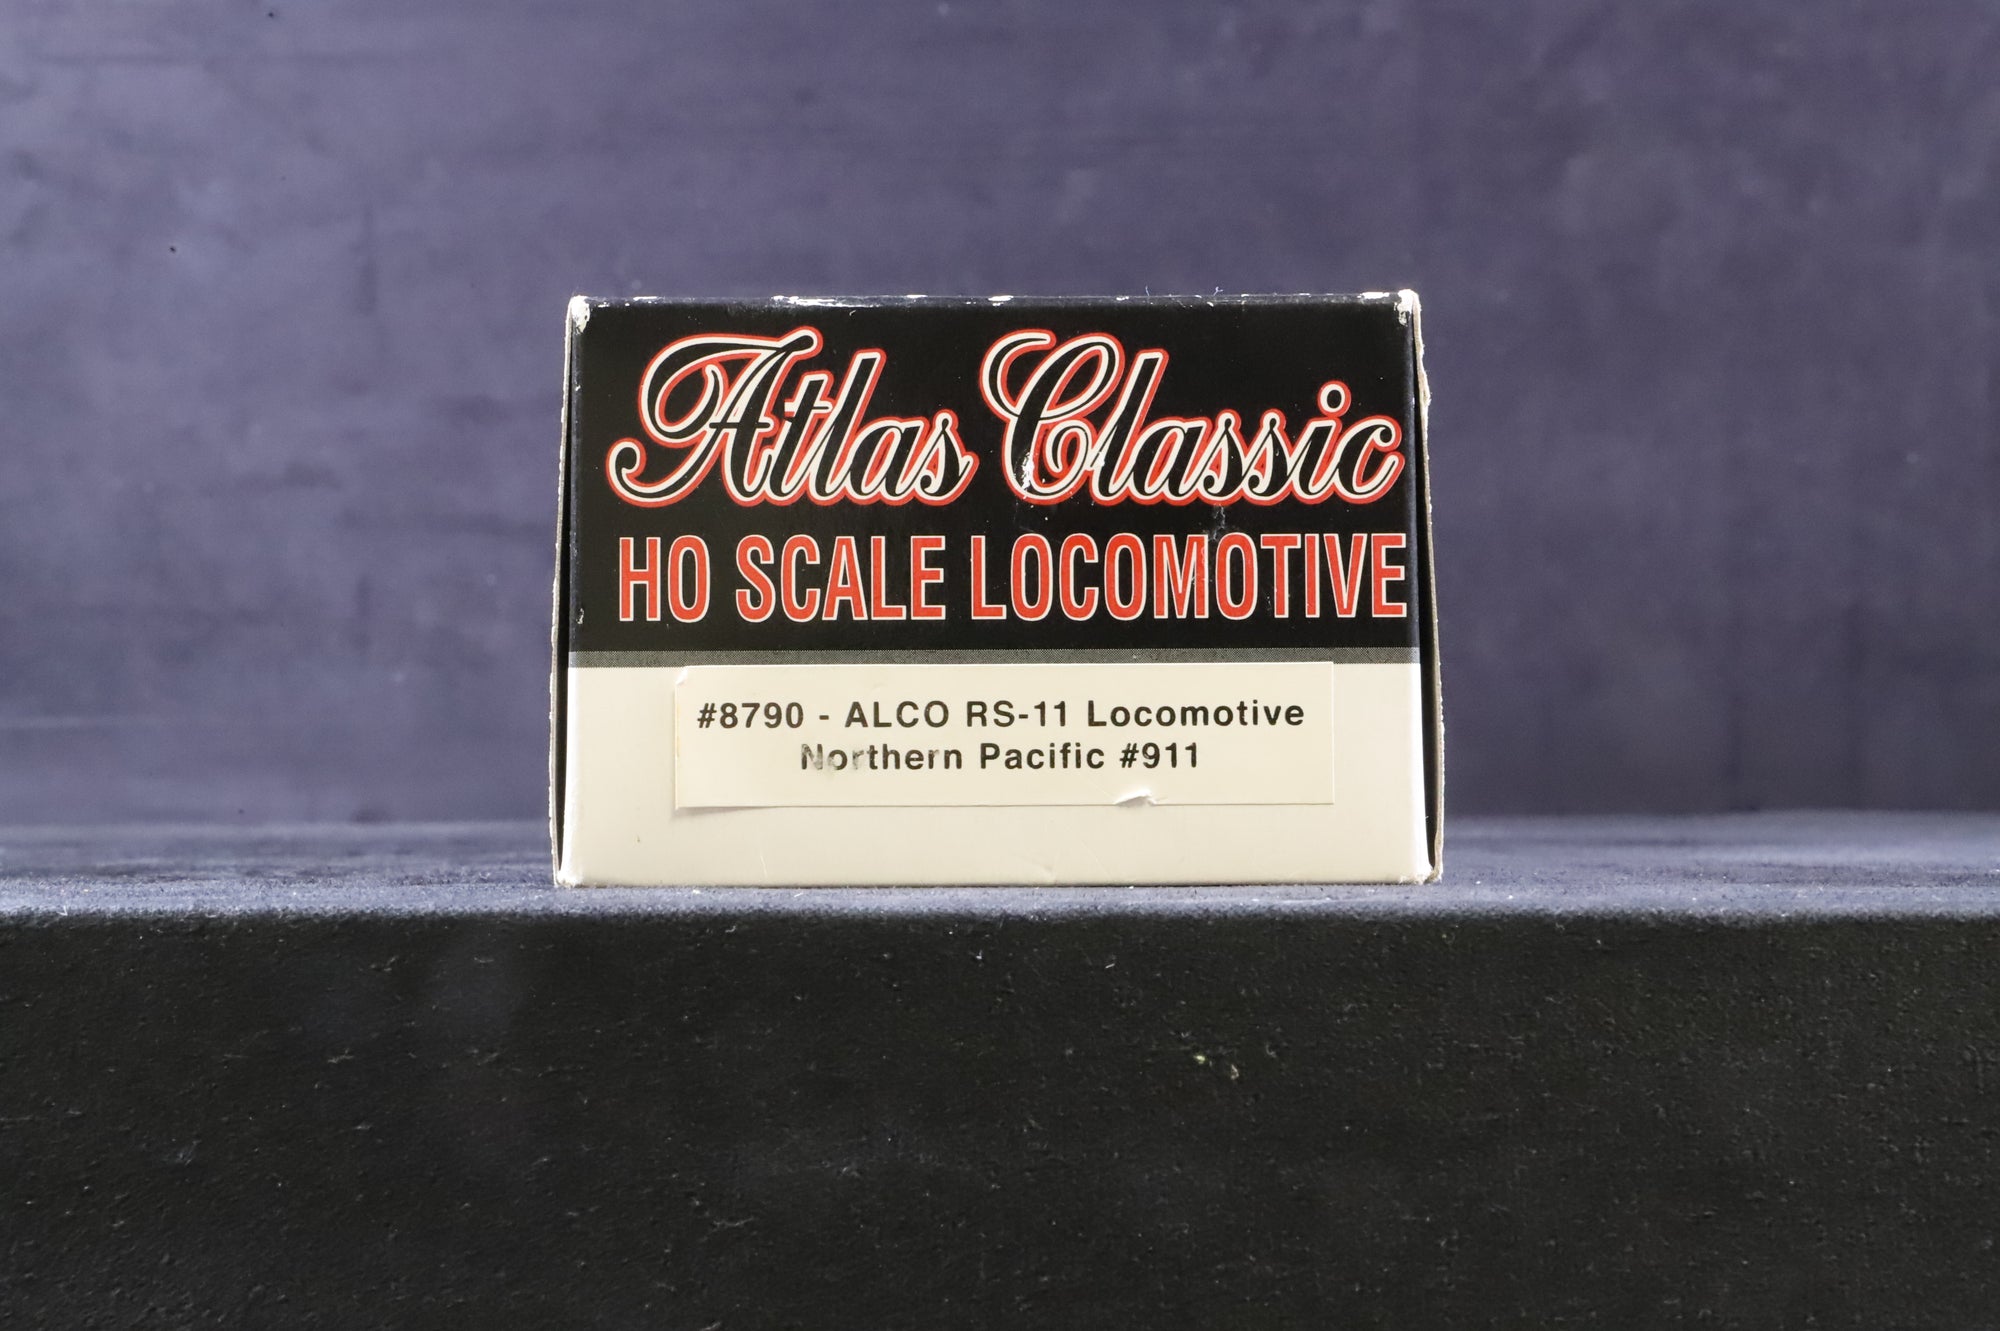 Atlas Classic
HO SCALE LOCOMOTIVE
#8790 - ALCO RS-11 Locomotive
Northern Pacific #911